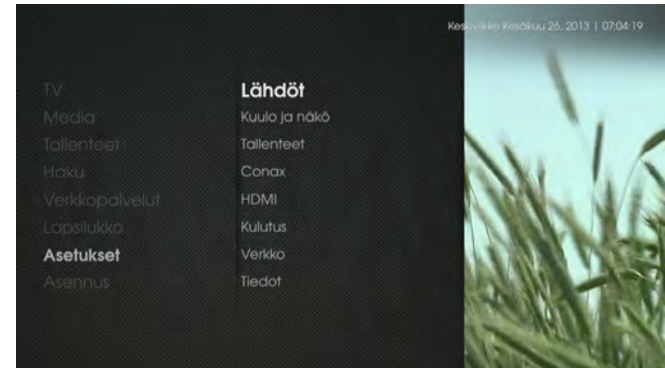 Keskiviikko Kesäkuu 26, 2013 | 07:04:19
TV
Media
Tallenteet
Haku
Verkkopalvelut
Lapsilukko
Asetukset
Asennus
Lähdöt
Kuulo ja näkö
Tallenteet
Conax
HDMI
Kulutus
Verkko
Tiedot